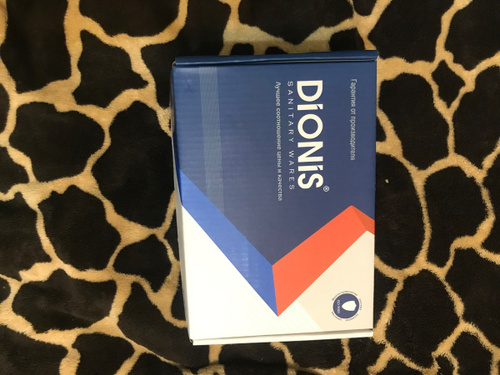 Гарантия от производителя
DIONIS®
SANITARY WARES
Лучшее соотношение цены и качества